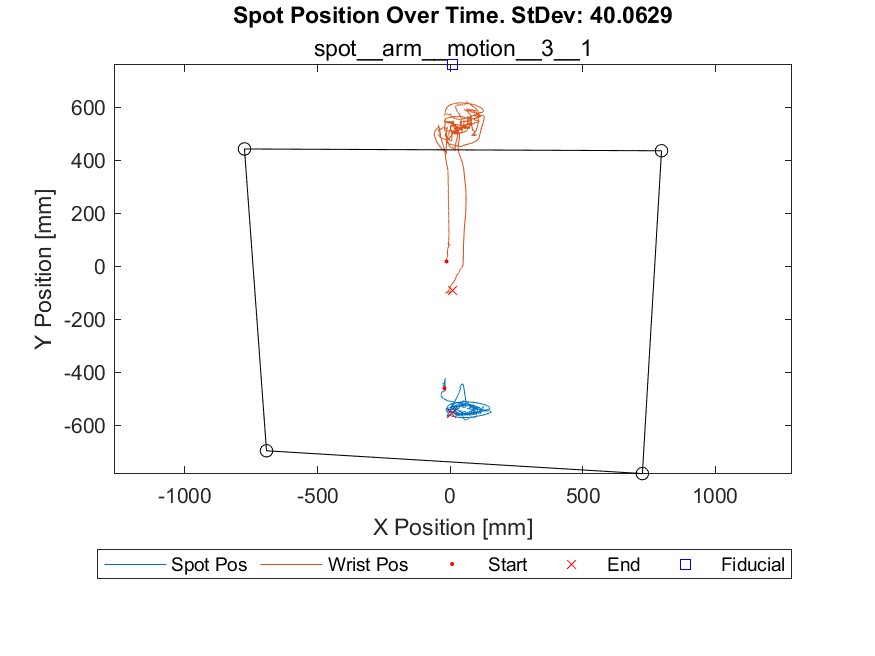 Spot Position Over Time. StDev: 40.0629
spot__arm__motion__3__1
600
400
200
0
-200
-400
-600
Y Position [mm]
-1000 -500 0 500 1000
X Position [mm]
Spot Pos Wrist Pos Start End Fiducial